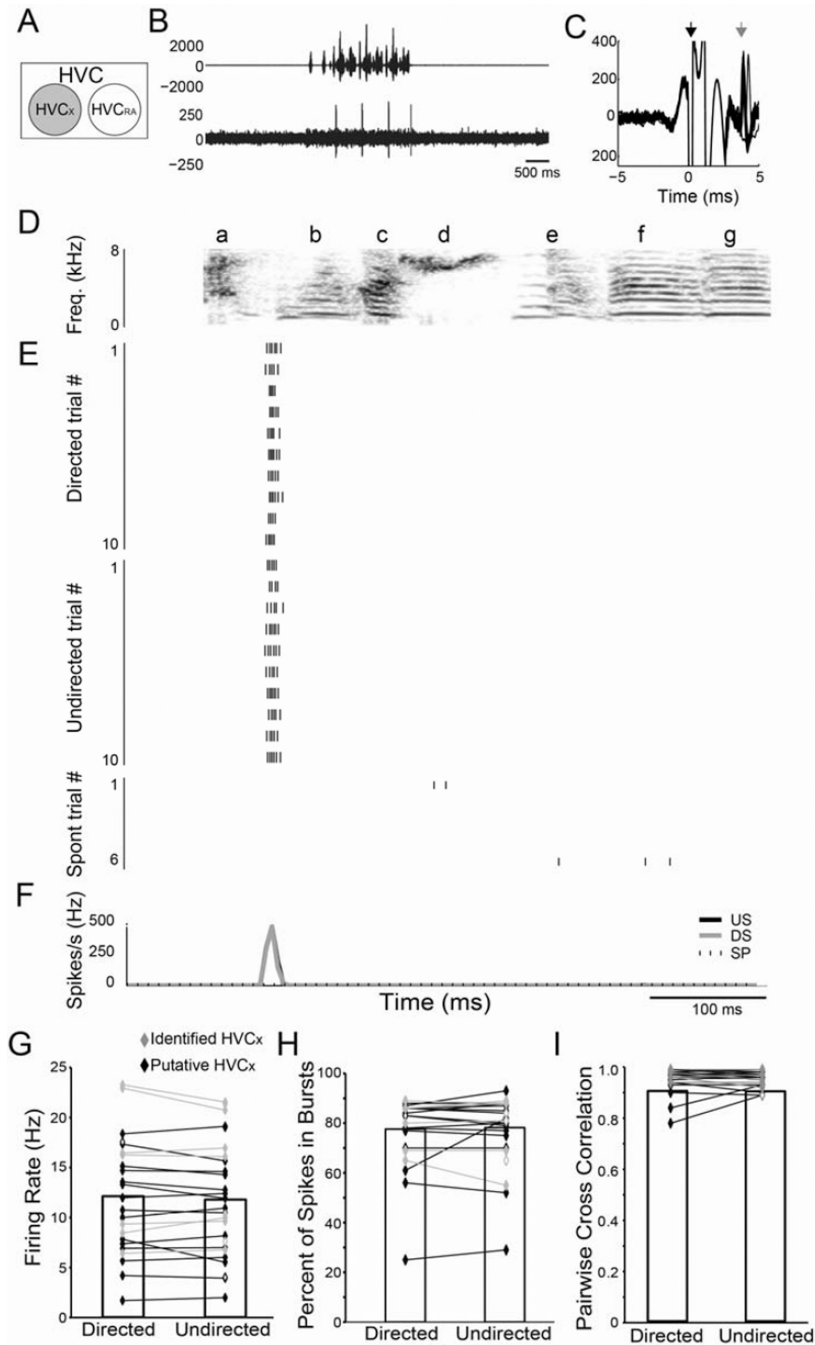 A
HVC
HVCX
HVCRA
B
2000
0
−2000
250
0
−250
500 ms
C
400
200
0
200
−5
0
5
Time (ms)
D
Freq. (kHz)
8
0
a
b
c
d
e
f
g
E
Directed trial #
1
10
Undirected trial #
1
10
Spont trial #
1
6
F
Spikes/s (Hz)
500
250
0
US
DS
SP
Time (ms)
100 ms
G
Identified HVCX
Putative HVCX
Firing Rate (Hz)
25
20
15
10
5
0
Directed
Undirected
H
Percent of Spikes in Bursts
100
80
60
40
20
0
Directed
Undirected
I
Pairwise Cross Correlation
1.0
0.8
0.6
0.4
0.2
0
Directed
Undirected